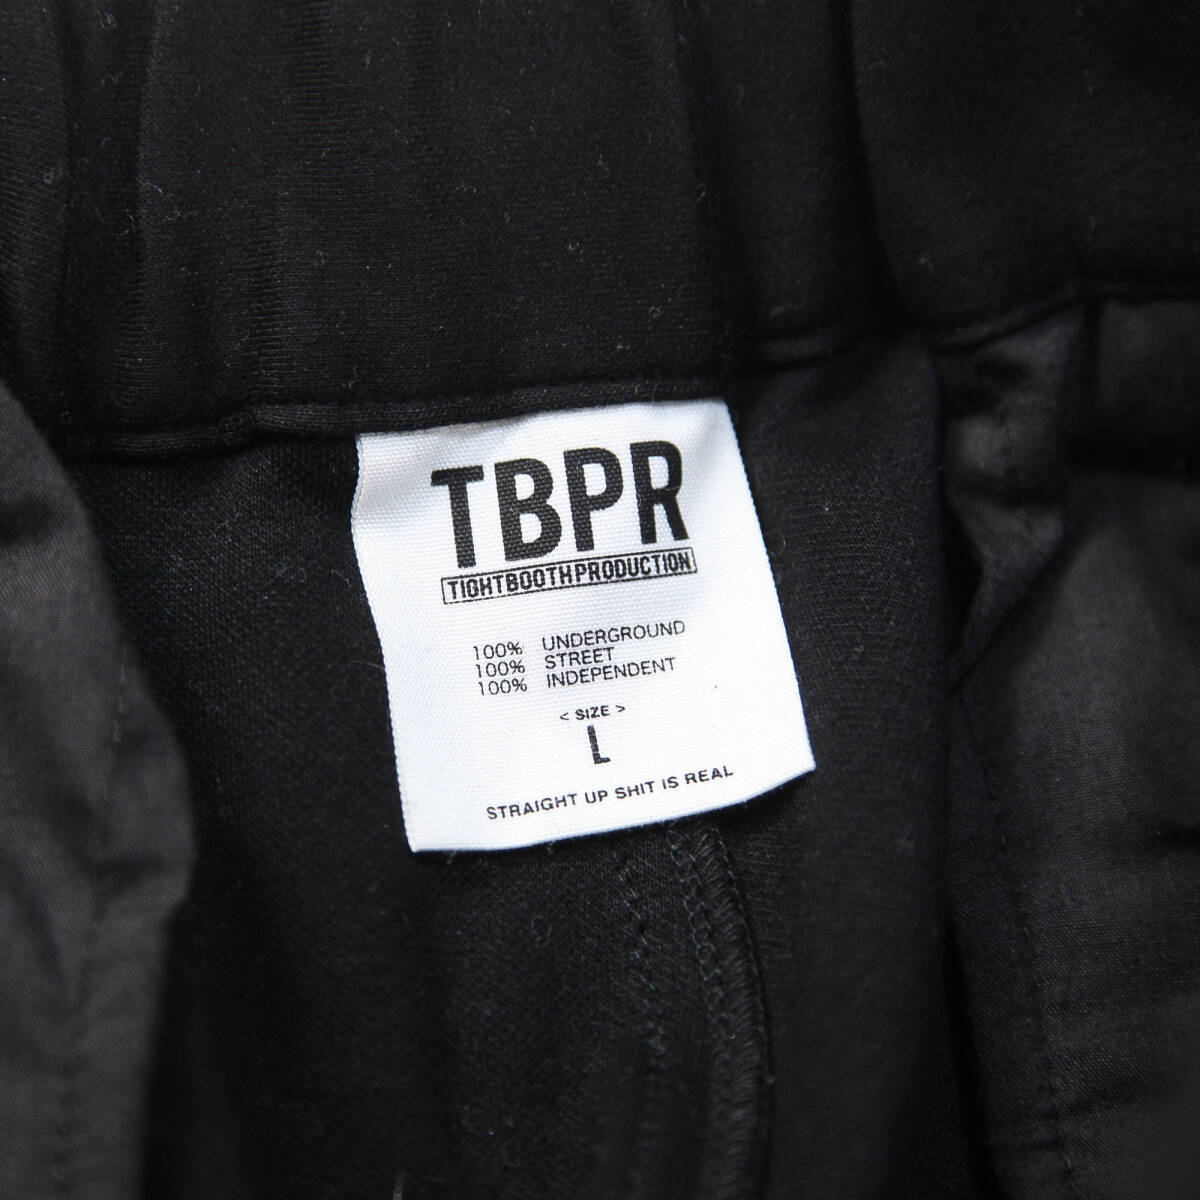 TBPR
TIGHTBOOTHPRODUCTION
100% UNDERGROUND
100% STREET
100% INDEPENDENT
< SIZE >
L
STRAIGHT UP SHIT IS REAL